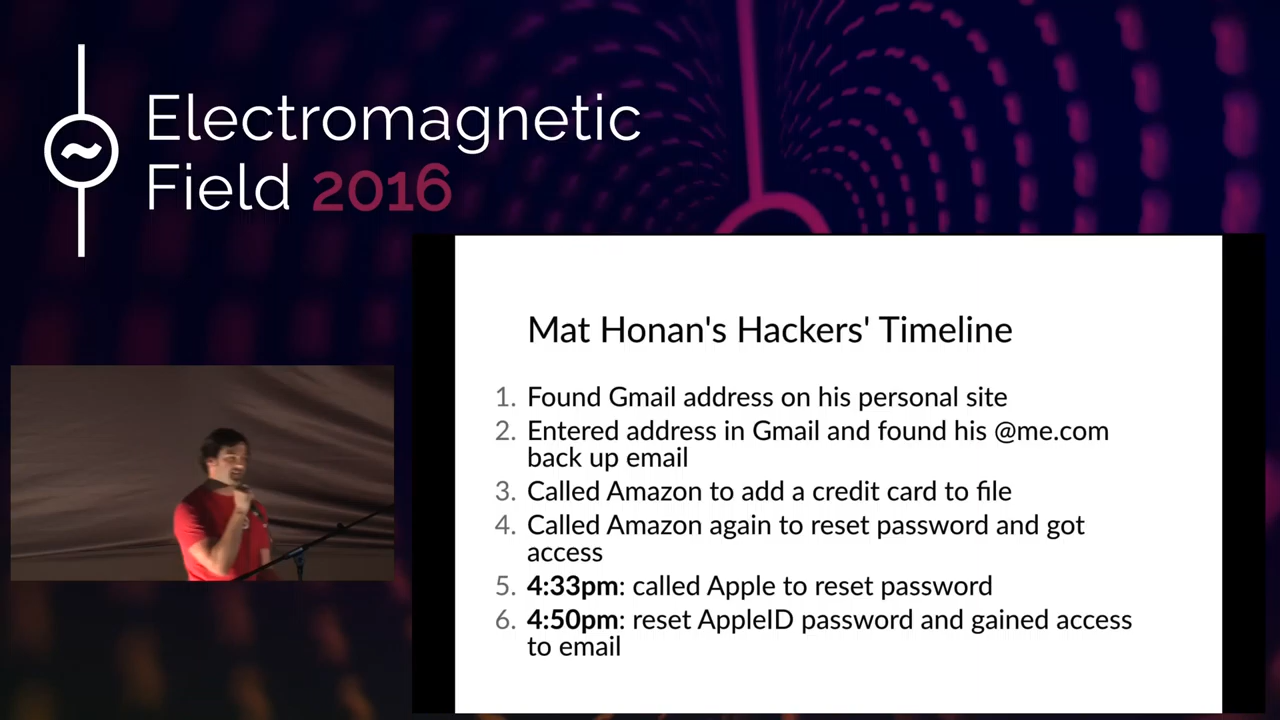 Electromagnetic
Field 2016
Mat Honan's Hackers' Timeline
1. Found Gmail address on his personal site
2. Entered address in Gmail and found his @me.com
back up email
3. Called Amazon to add a credit card to file
4. Called Amazon again to reset password and got
access
5. 4:33pm: called Apple to reset password
6. 4:50pm: reset AppleID password and gained access
to email